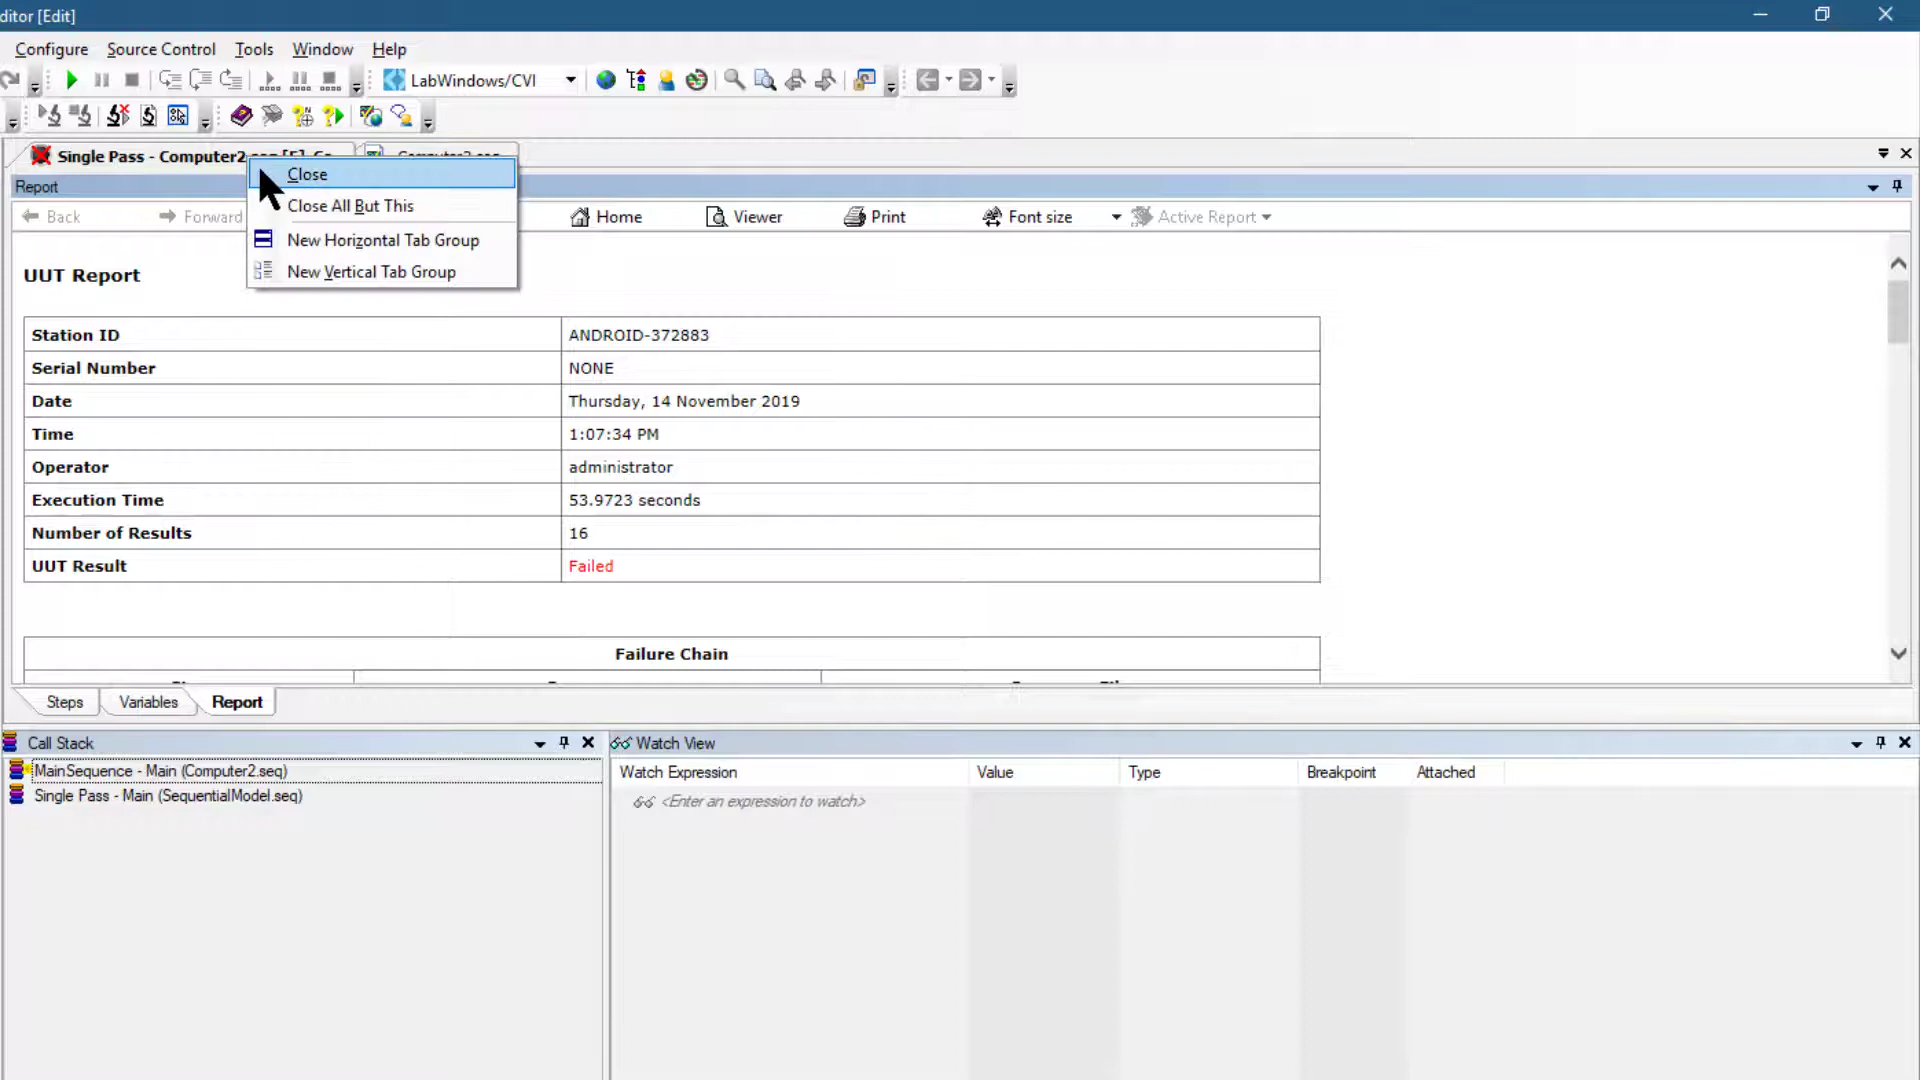 ditor [Edit]
Configure Source Control Tools Window Help
LabWindows/CVI
Single Pass - Computer2.seq
Close
Close All But This
New Horizontal Tab Group
New Vertical Tab Group
Report
Back Forward Home Viewer Print Font size Active Report
UUT Report
Station ID ANDROID-372883
Serial Number NONE
Date Thursday, 14 November 2019
Time 1:07:34 PM
Operator administrator
Execution Time 53.9723 seconds
Number of Results 16
UUT Result Failed
Failure Chain
Steps Variables Report
Call Stack
MainSequence - Main (Computer2.seq)
Single Pass - Main (SequentialModel.seq)
Watch View
Watch Expression Value Type Breakpoint Attached
<Enter an expression to watch>